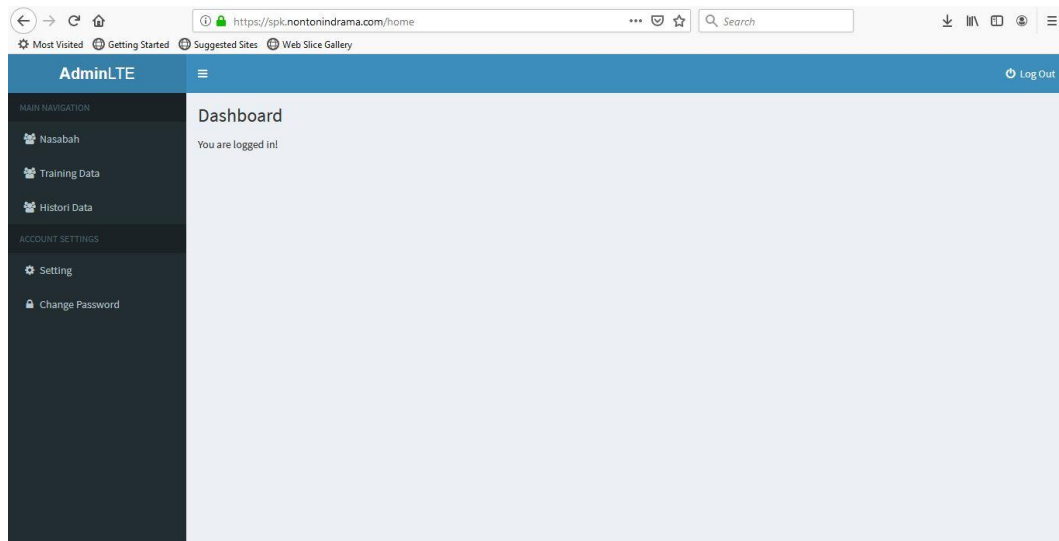 https://spk.nontonindrama.com/home
Search
Most Visited Getting Started Suggested Sites Web Slice Gallery
AdminLTE
Log Out
MAIN NAVIGATION
Dashboard
Nasabah
You are logged in!
Training Data
Histori Data
ACCOUNT SETTINGS
Setting
Change Password